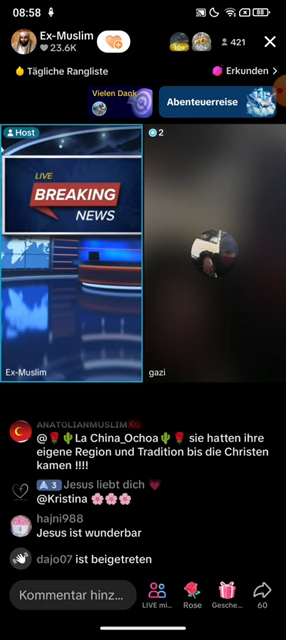 08:58
88
Ex-Muslim
23.6K
421
Tägliche Rangliste
Erkunden >
Vielen Dank
Abenteuerreise
Host
2
LIVE
BREAKING
NEWS
Ex-Muslim
gazi
ANATOLIANMUSLIM
@🌹🌵La China_Ochoa🌵🌹 sie hatten ihre
eigene Region und Tradition bis die Christen
kamen !!!!
3 Jesus liebt dich
@Kristina 🌸🌸🌸
hajni988
Jesus ist wunderbar
dajo07 ist beigetreten
Kommentar hinz...
LIVE mi...
Rose
Gesche...
60